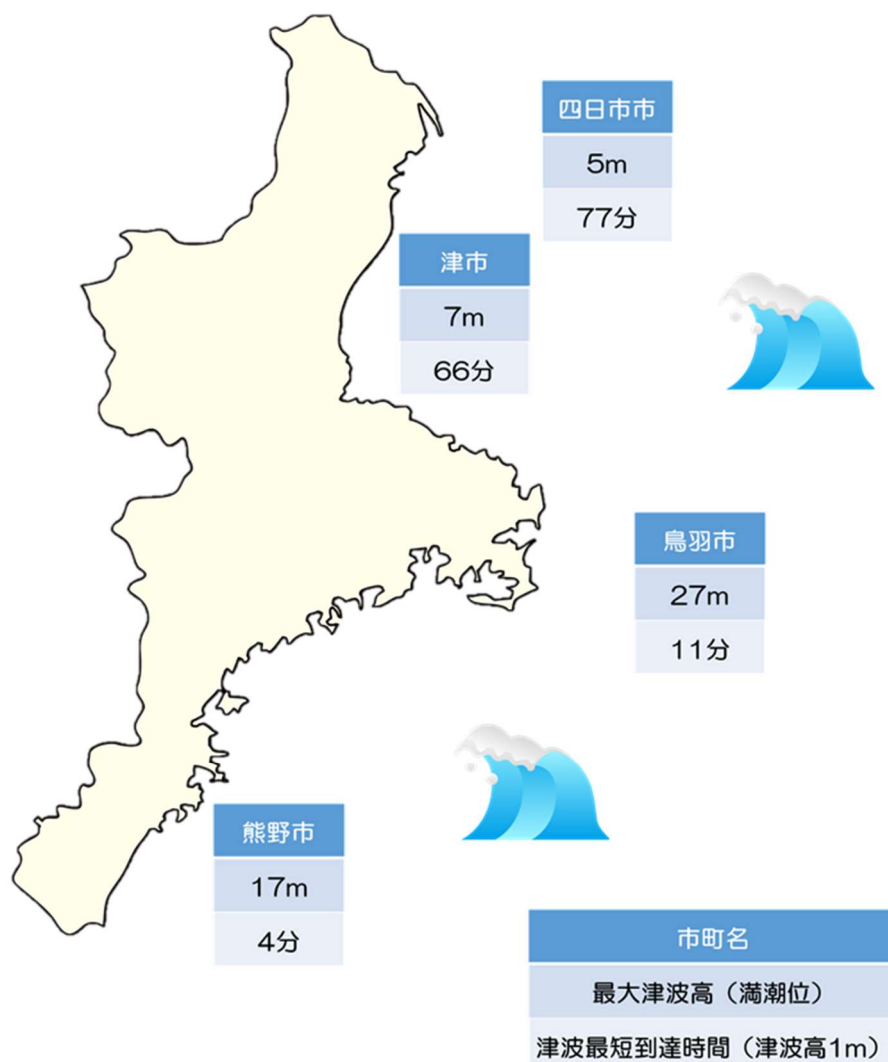 四日市市
5m
77分
津市
7m
66分
鳥羽市
27m
11分
熊野市
17m
4分
市町名
最大津波高（満潮位）
津波最短到達時間（津波高1m）